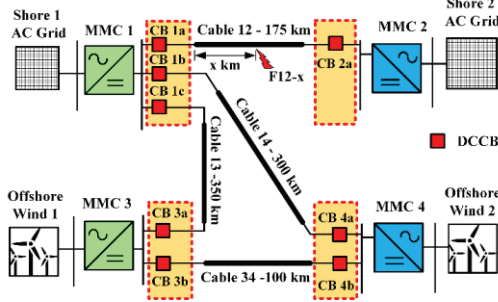 Shore 1
AC Grid
MMC 1
CB 1a
CB 1b
CB 1c
Cable 12 - 175 km
x km
F12-x
CB 2a
MMC 2
Shore 2
AC Grid
DCCB
Cable 13 -350 km
Cable 14 - 300 km
Offshore
Wind 1
MMC 3
CB 3a
CB 3b
Cable 34 -100 km
CB 4a
CB 4b
MMC 4
Offshore
Wind 2